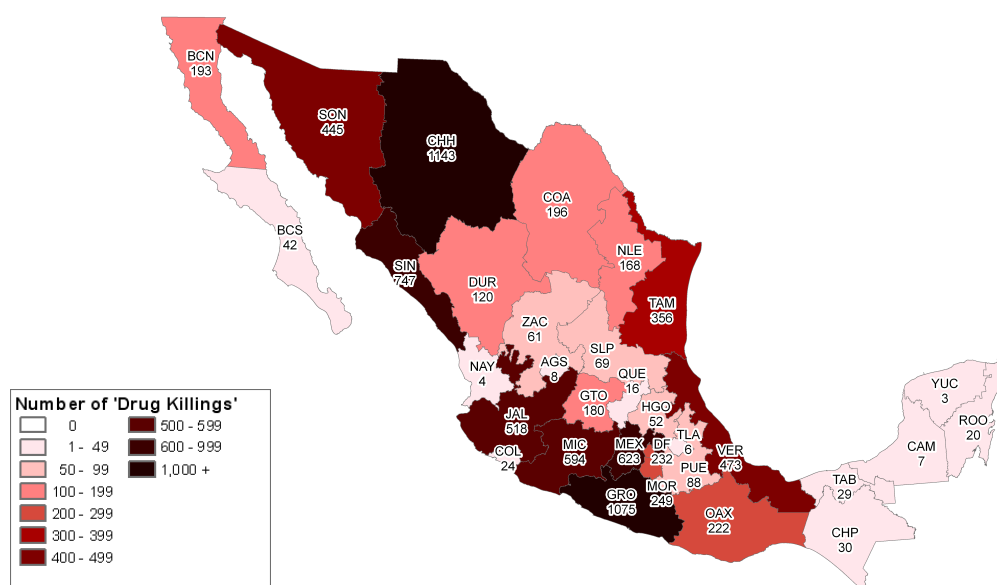 BCN
193
SON
445
CHH
1143
COA
196
BCS
42
NLE
168
SIN
747
DUR
120
TAM
356
ZAC
61
SLP
69
AGS
8
NAY
4
QUE
16
GTO
180
HGO
52
JAL
518
TLA
6
MIC
594
MEX
623
DF
232
VER
473
COL
24
PUE
88
MOR
249
GRO
1075
OAX
222
YUC
3
ROO
20
CAM
7
TAB
29
CHP
30
Number of 'Drug Killings'
0
1 - 49
50 - 99
100 - 199
200 - 299
300 - 399
400 - 499
500 - 599
600 - 999
1,000 +